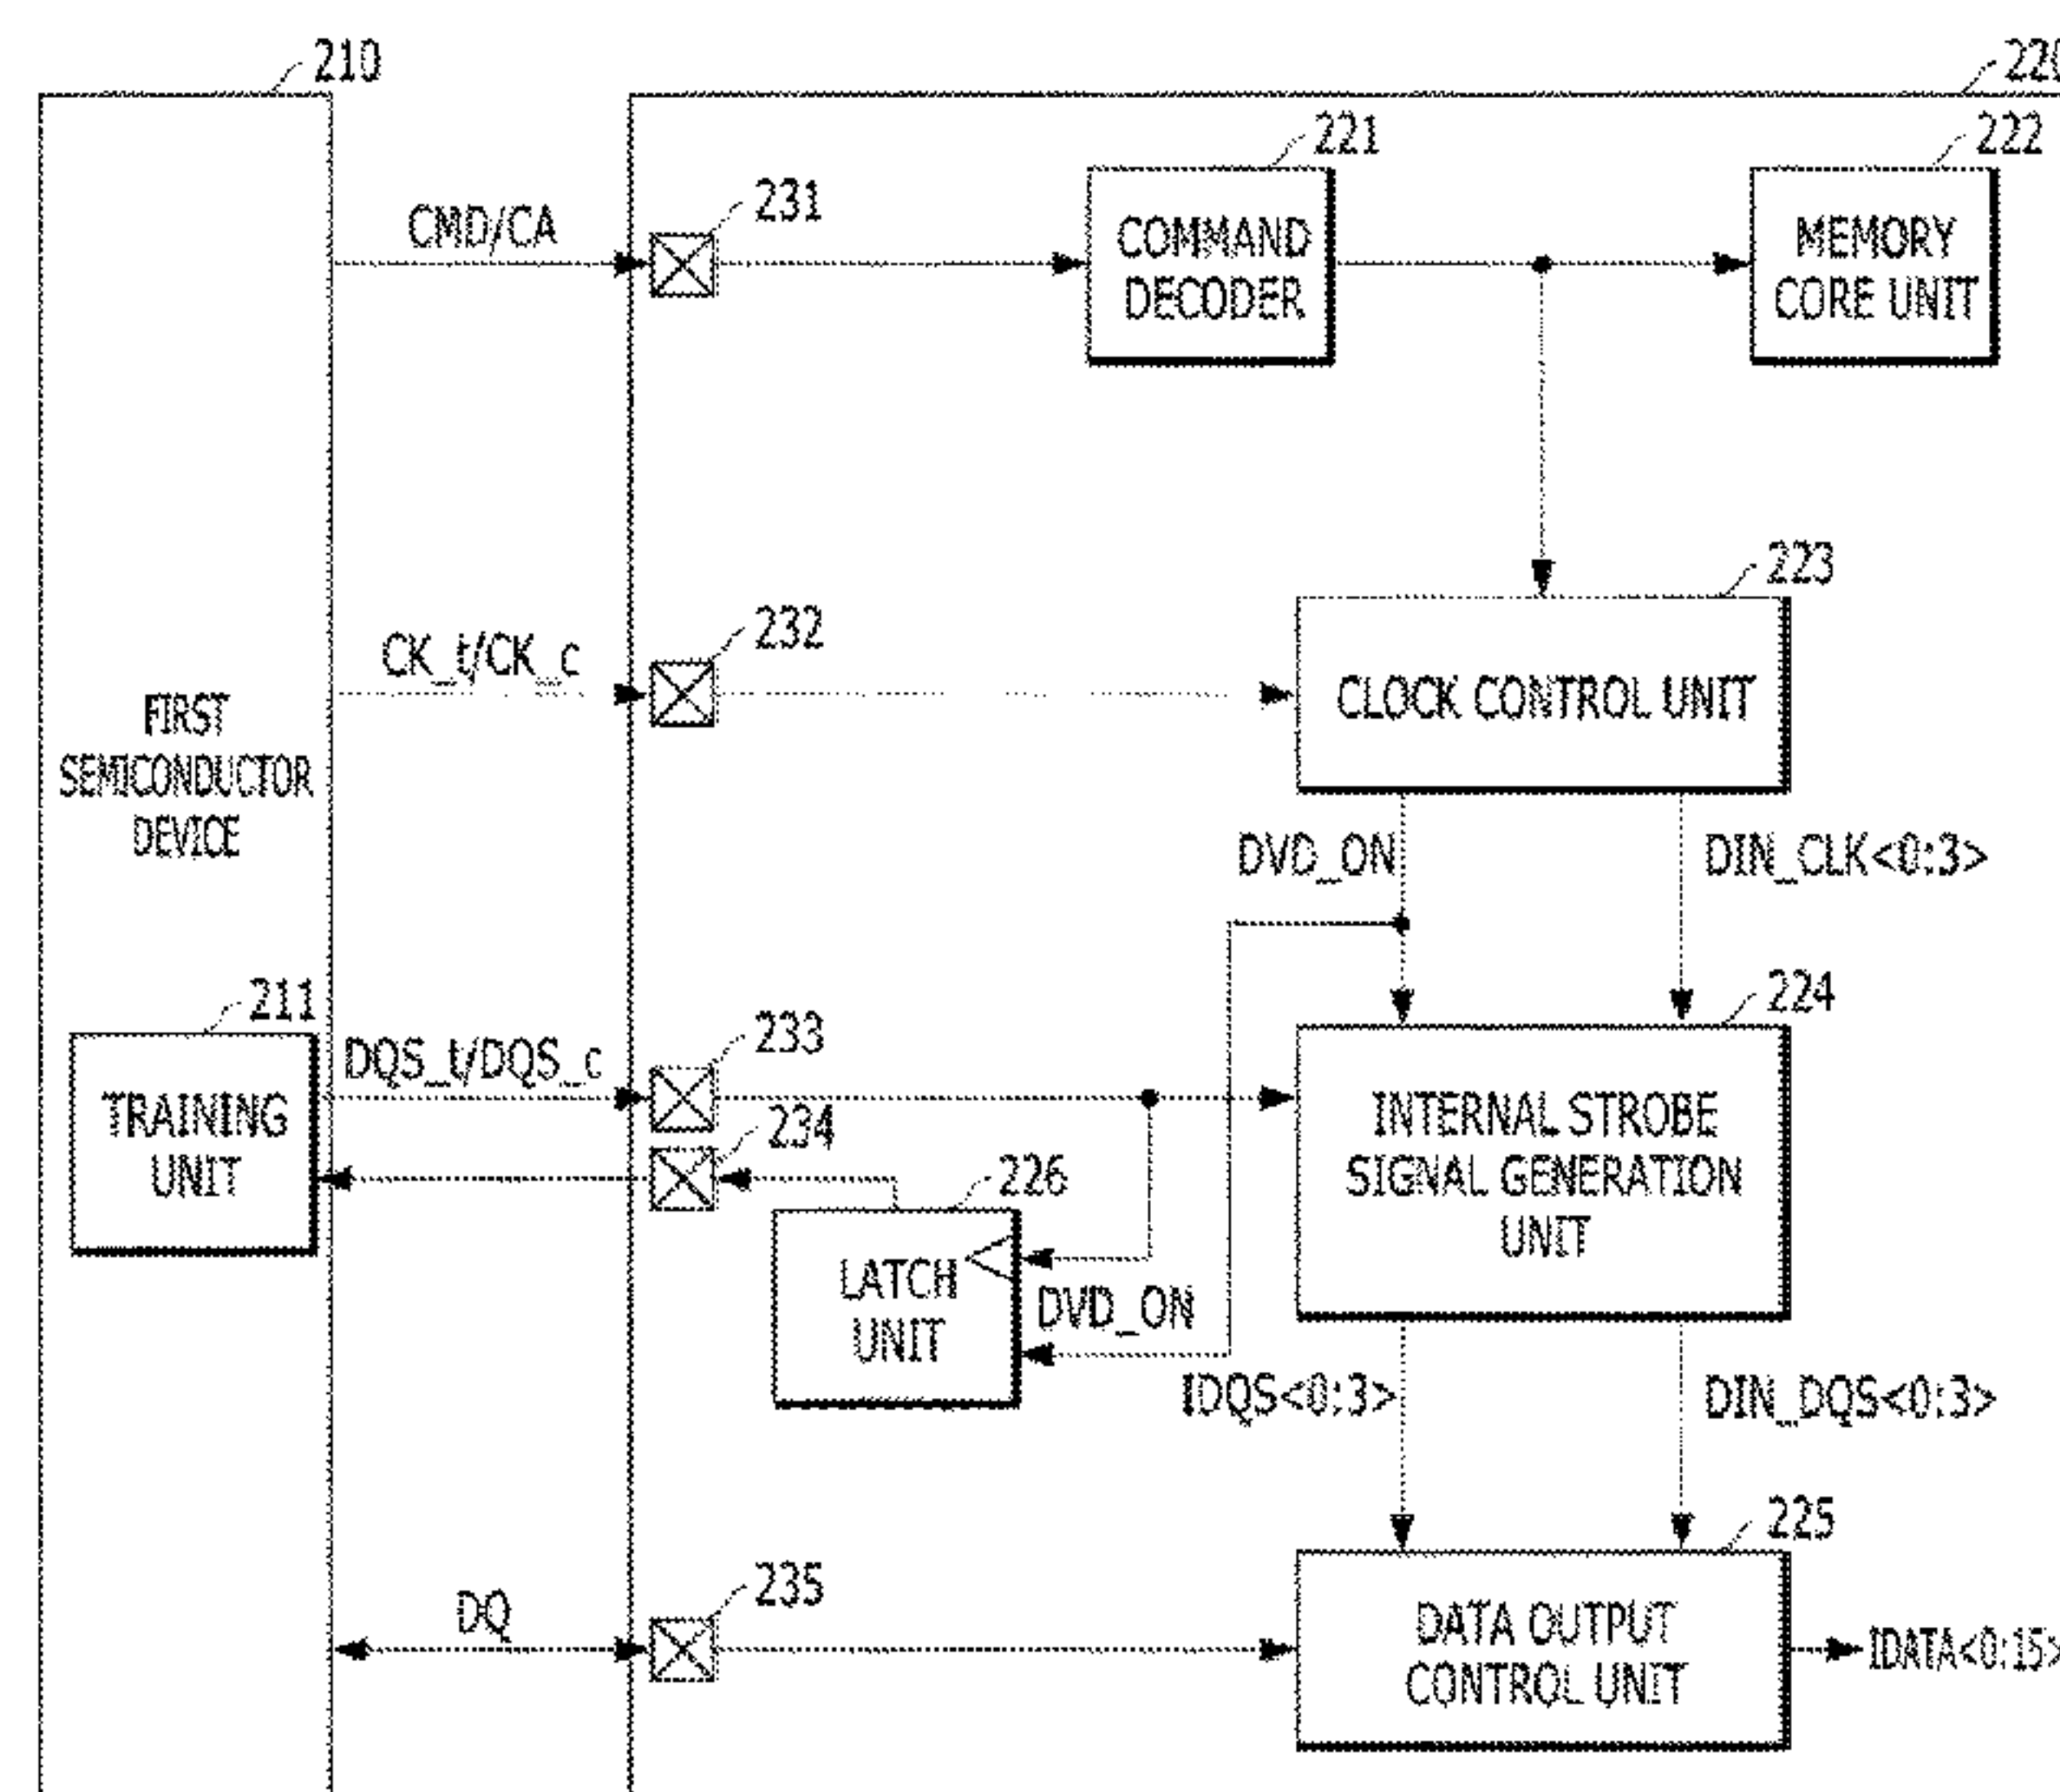 210
220
221
222
231
CMD/CA
COMMAND
DECODER
MEMORY
CORE UNIT
223
232
CK_t/CK_c
CLOCK CONTROL UNIT
FIRST
SEMICONDUCTOR
DEVICE
DVD_ON
DIN_CLK<0:3>
211
224
233
DQS_t/DQS_c
TRAINING
UNIT
234
INTERNAL STROBE
SIGNAL GENERATION
UNIT
226
LATCH
UNIT
DVD_ON
IDQS<0:3>
DIN_DQS<0:3>
225
235
DQ
DATA OUTPUT
CONTROL UNIT
IDATA<0:15>